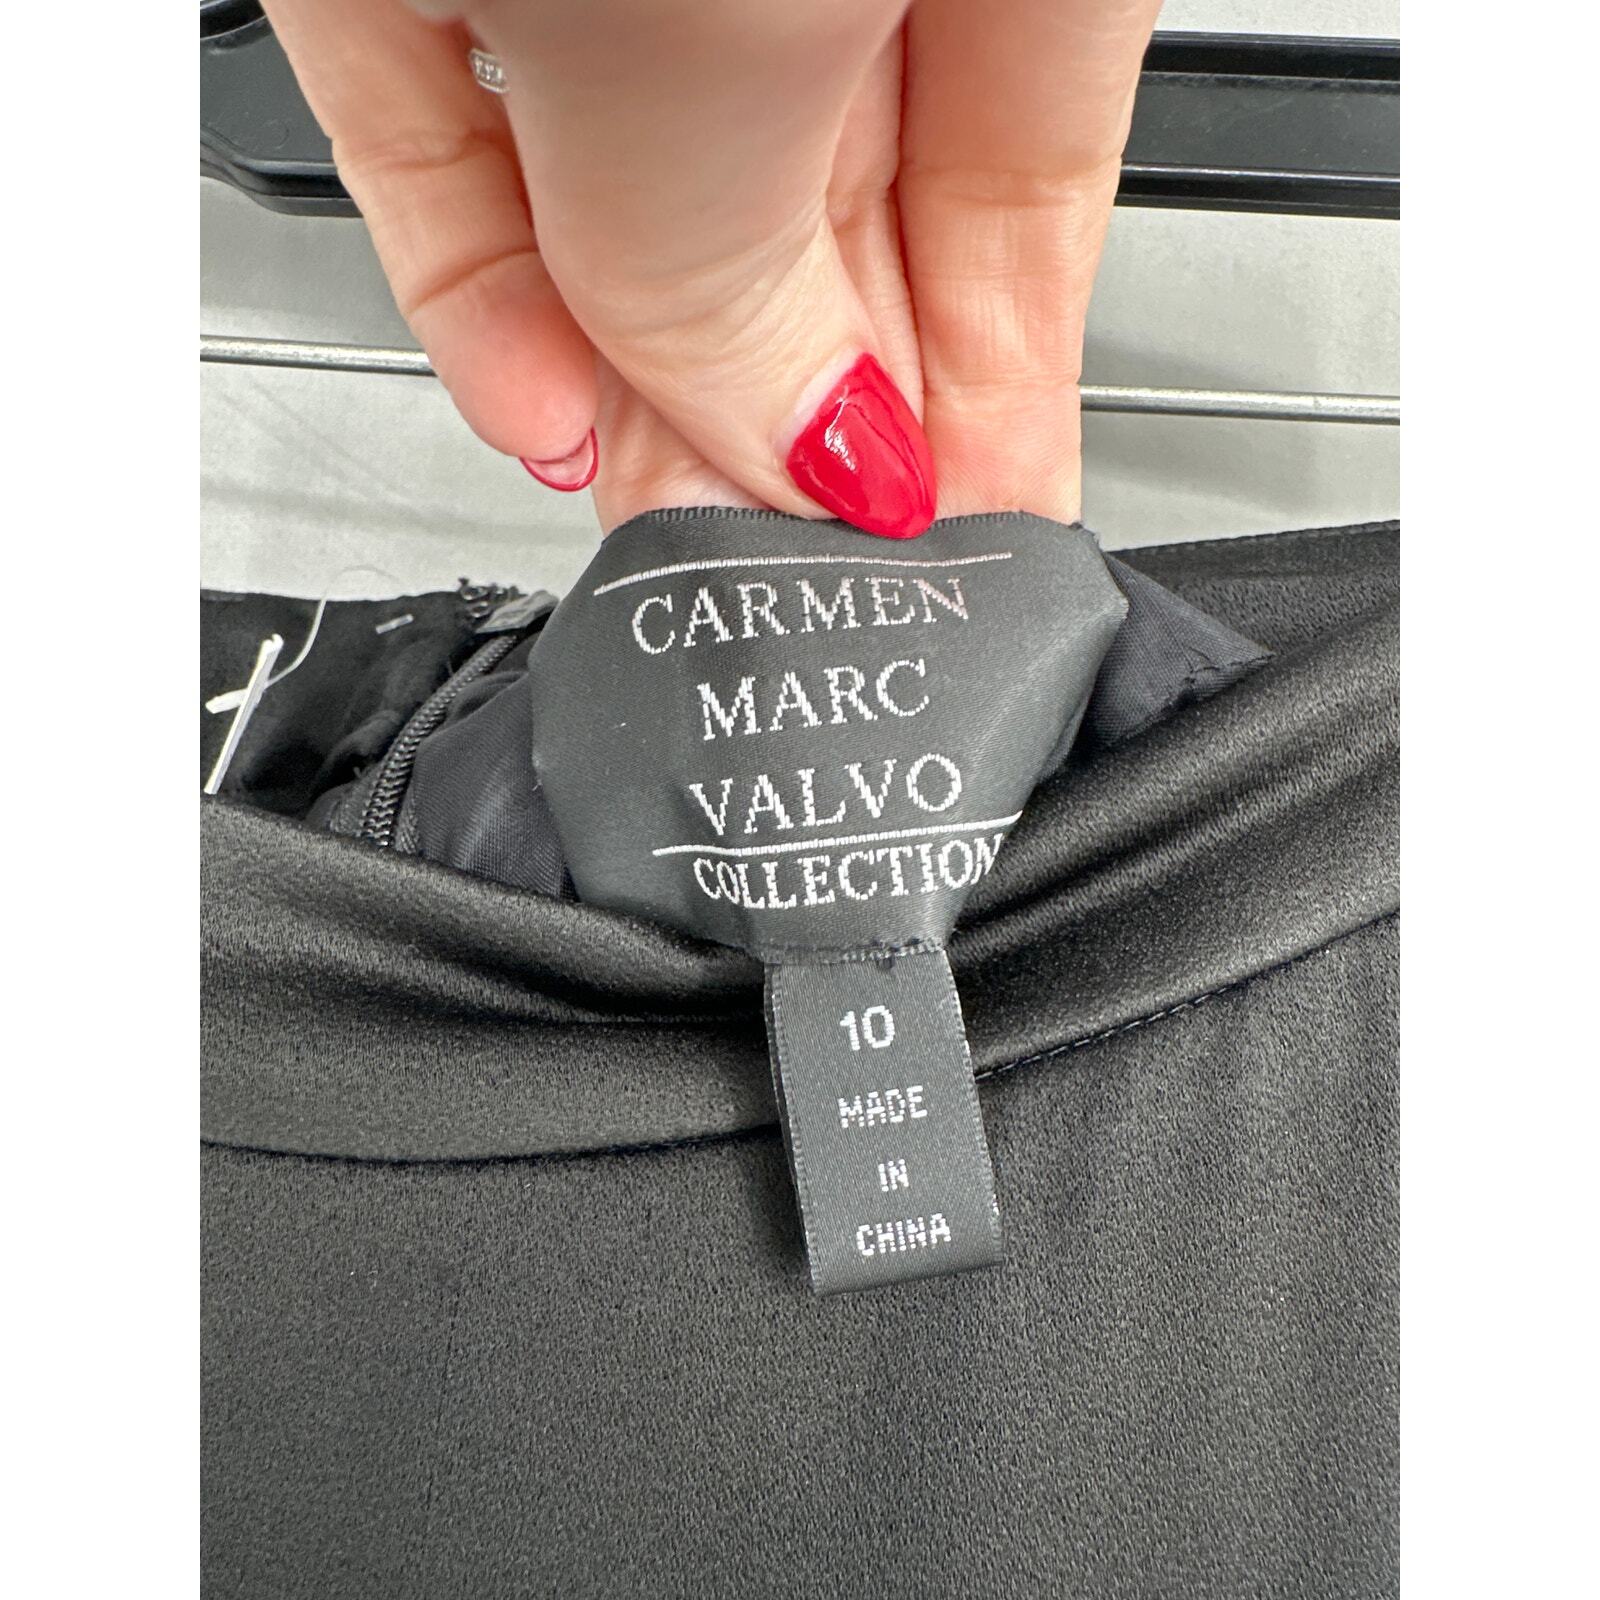 CARMEN
MARC
VALVO
COLLECTION
10
MADE
IN
CHINA